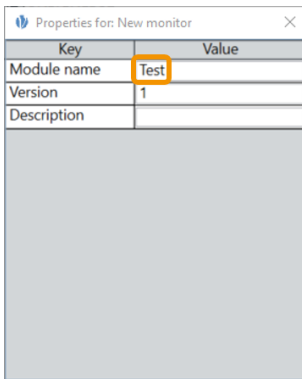 Properties for: New monitor
Key Value
Module name Test
Version 1
Description